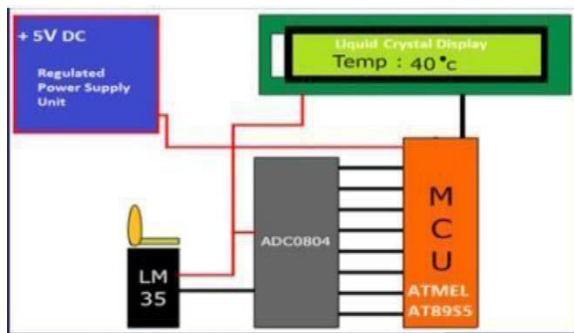 + 5V DC
Regulated
Power Supply
Unit
Liquid Crystal Display
Temp : 40°c
LM
35
ADC0804
M
C
U
ATMEL
AT8955